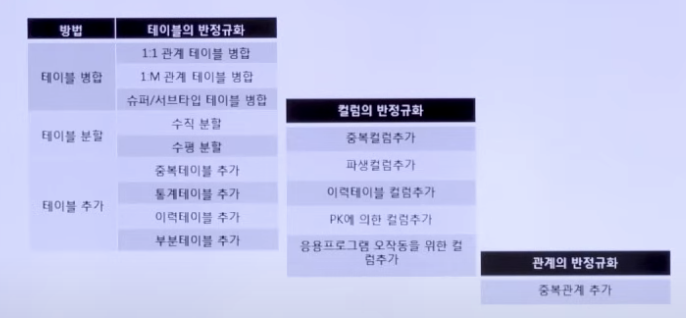 방법 테이블의 반정규화
테이블 병합
1:1 관계 테이블 병합
1:M 관계 테이블 병합
슈퍼/서브타입 테이블 병합
테이블 분할
수직 분할
수평 분할
테이블 추가
중복테이블 추가
통계테이블 추가
이력테이블 추가
부분테이블 추가
컬럼의 반정규화
중복컬럼추가
파생컬럼추가
이력테이블 컬럼추가
PK에 의한 컬럼추가
응용프로그램 오작동을 위한 컬
럼추가
관계의 반정규화
중복관계 추가